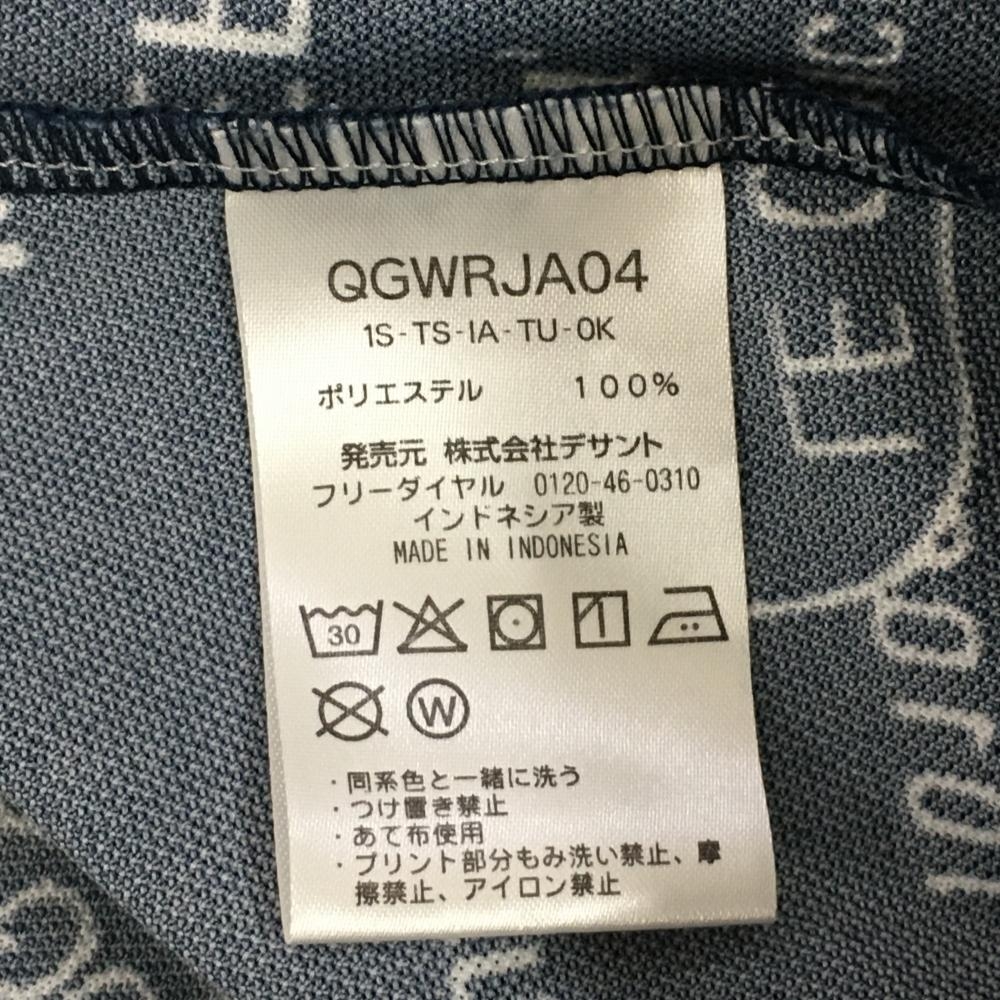 QGWRJA04
1S-TS-IA-TU-0K
ポリエステル 100%
発売元 株式会社デサント
フリーダイヤル 0120-46-0310
インドネシア製
MADE IN INDONESIA
30
W
・同系色と一緒に洗う
・つけ置き禁止
・あて布使用
・プリント部分もみ洗い禁止、摩
擦禁止、アイロン禁止